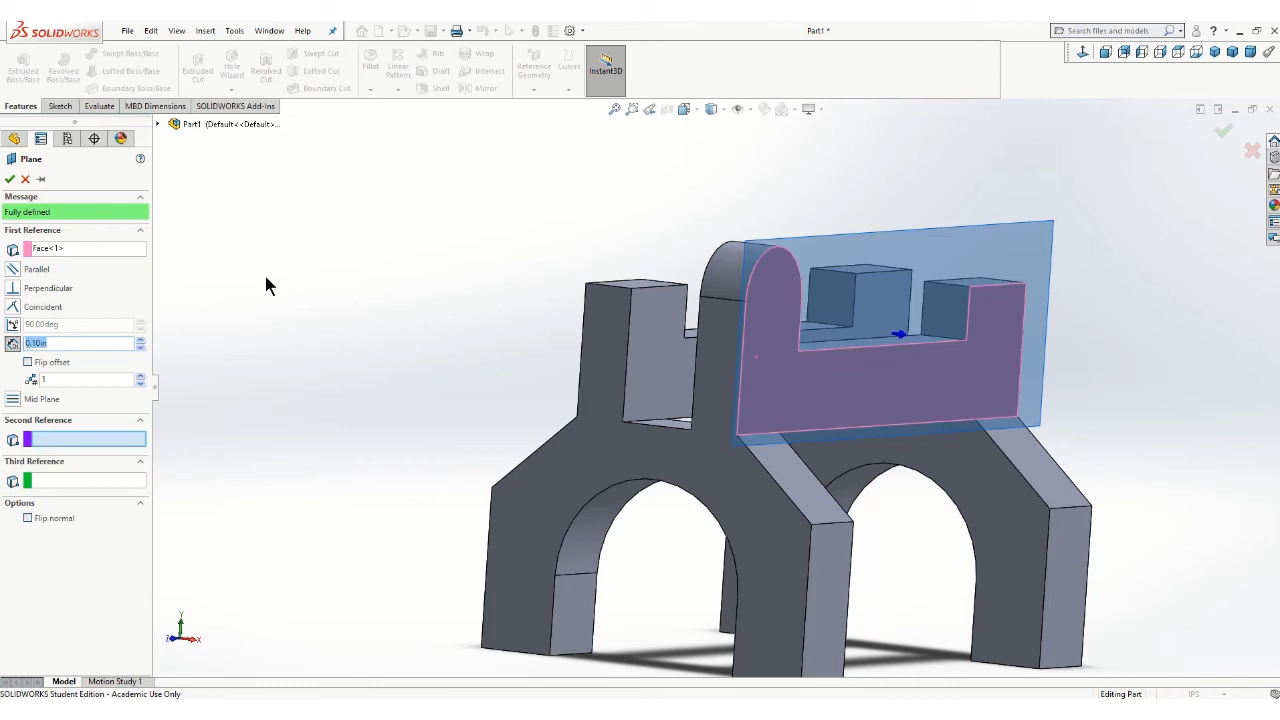 SOLIDWORKS File Edit View Insert Tools Window Help Part1 * Search files and models ?
Extruded Boss/Base Revolved Boss/Base Swept Boss/Base Lofted Boss/Base Boundary Boss/Base Extruded Cut Hole Wizard Revolved Cut Swept Cut Lofted Cut Boundary Cut Fillet Linear Pattern Rib Draft Shell Wrap Intersect Mirror Reference Geometry Curves Instant3D
Features Sketch Evaluate MBD Dimensions SOLIDWORKS Add-Ins
Part1 (Default<<Default>...
Plane ?
Message
Fully defined
First Reference
Face<1>
Parallel
Perpendicular
Coincident
90.00deg
0.10in
Flip offset
1
Mid Plane
Second Reference
Third Reference
Options
Flip normal
Y
Z X
Model Motion Study 1
SOLIDWORKS Student Edition - Academic Use Only Editing Part IPS